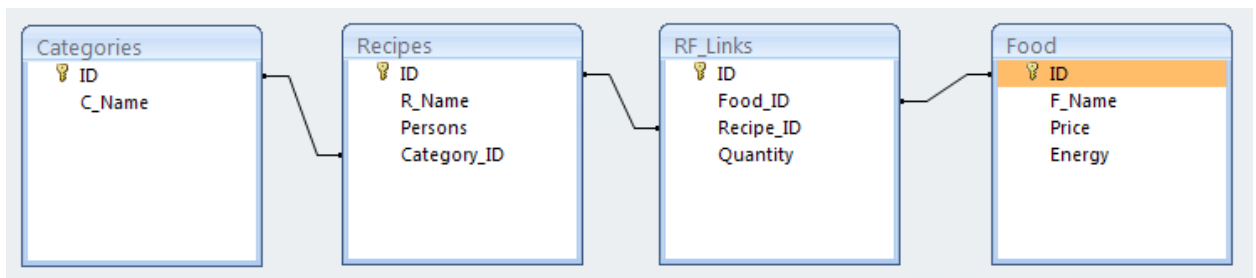 Categories
ID
C_Name
Recipes
ID
R_Name
Persons
Category_ID
RF_Links
ID
Food_ID
Recipe_ID
Quantity
Food
ID
F_Name
Price
Energy